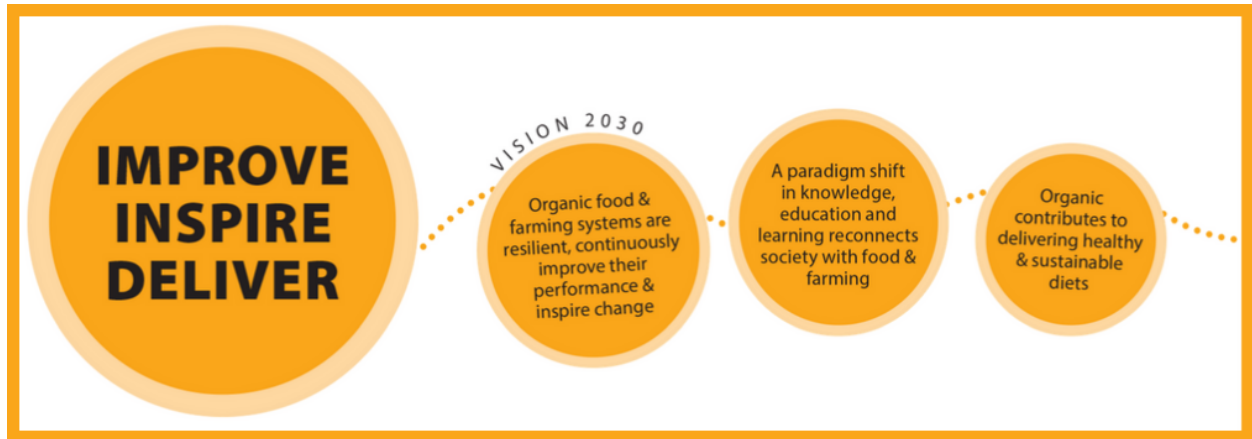 IMPROVE
INSPIRE
DELIVER
VISION 2030
Organic food &
farming systems are
resilient, continuously
improve their
performance &
inspire change
A paradigm shift
in knowledge,
education and
learning reconnects
society with food &
farming
Organic
contributes to
delivering healthy
& sustainable
diets